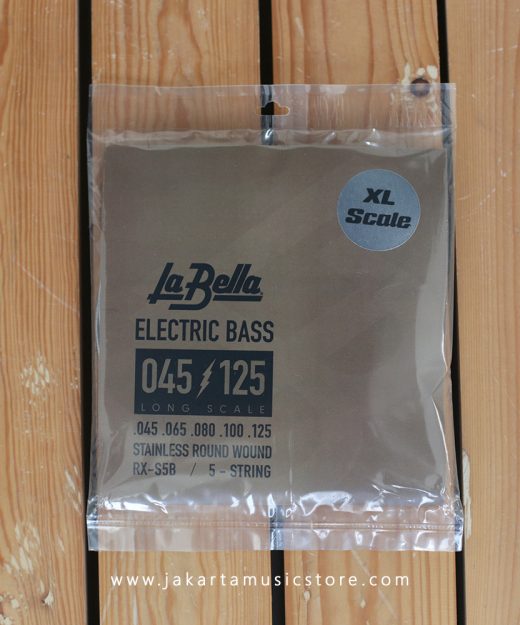 XL
Scale
La Bella
ELECTRIC BASS
045 125
LONG SCALE
.045 .065 .080 .100 .125
STAINLESS ROUND WOUND
RX-S5B / 5-STRING
www.jakartamusicstore.com